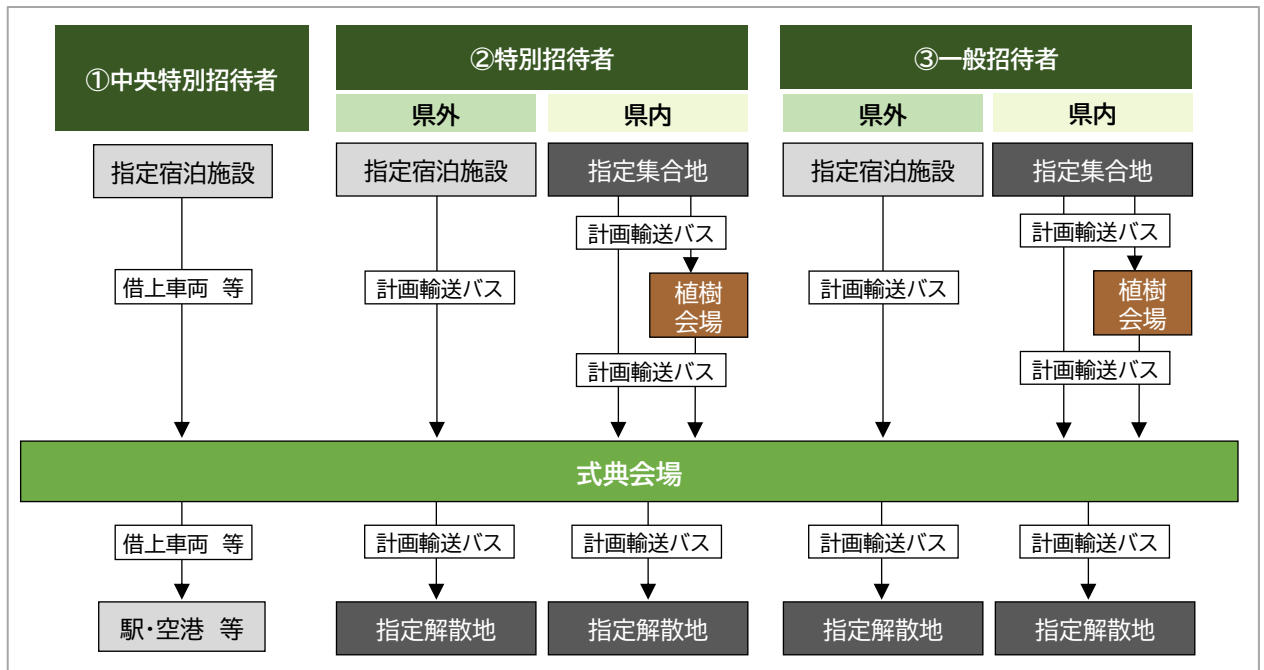 ①中央特別招待者
②特別招待者
③一般招待者
県外
県内
県外
県内
指定宿泊施設
指定宿泊施設
指定集合地
指定宿泊施設
指定集合地
計画輸送バス
計画輸送バス
借上車両 等
計画輸送バス
植樹
会場
計画輸送バス
植樹
会場
計画輸送バス
計画輸送バス
式典会場
借上車両 等
計画輸送バス
計画輸送バス
計画輸送バス
計画輸送バス
駅・空港 等
指定解散地
指定解散地
指定解散地
指定解散地